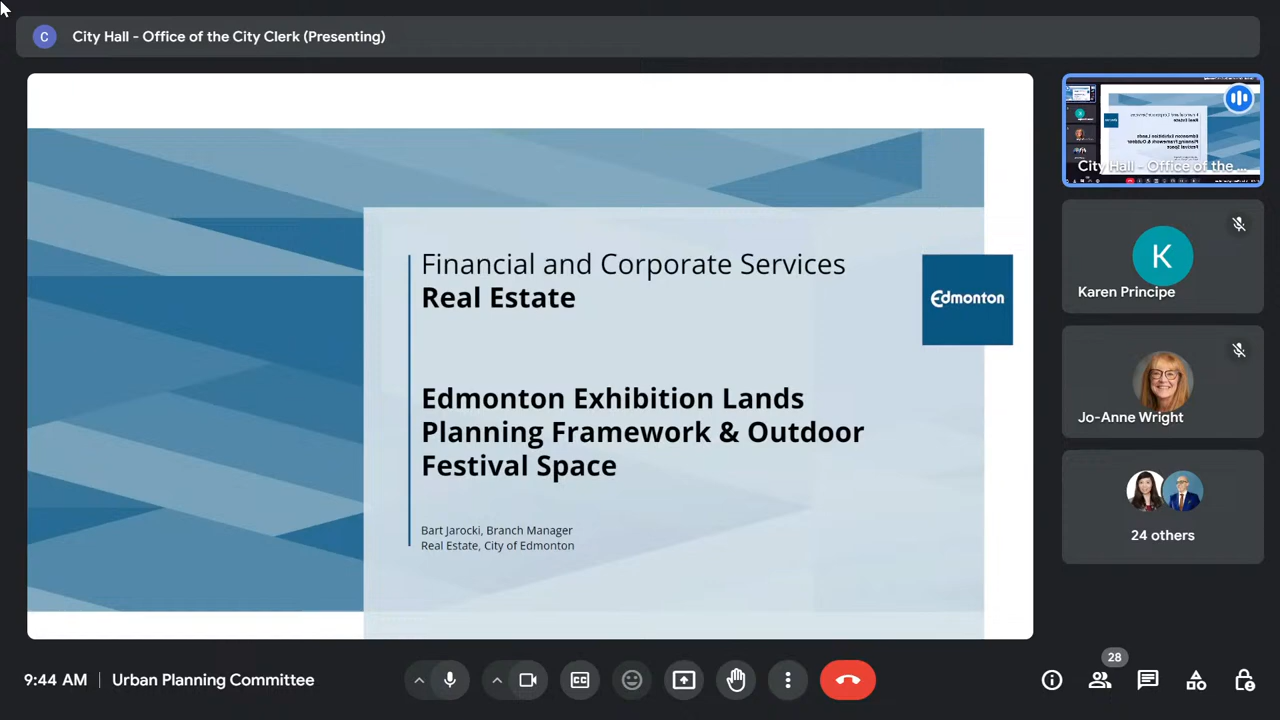 C
City Hall - Office of the City Clerk (Presenting)
Financial and Corporate Services
Real Estate
Edmonton
Edmonton Exhibition Lands
Planning Framework & Outdoor
Festival Space
Bart Jarocki, Branch Manager
Real Estate, City of Edmonton
City Hall - Office of the ...
K
Karen Principe
Jo-Anne Wright
24 others
9:44 AM | Urban Planning Committee
CC
28